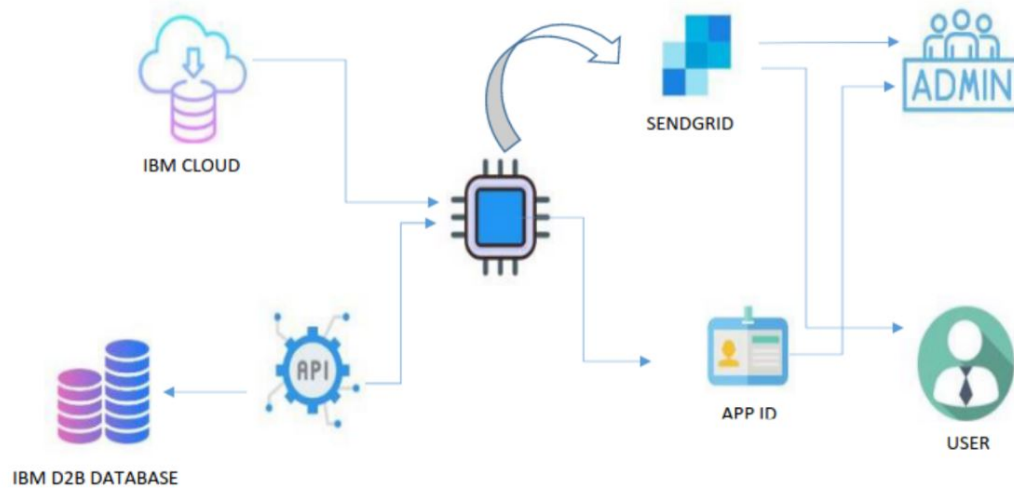 ADMIN
SENDGRID
IBM CLOUD
API
APP ID
USER
IBM D2B DATABASE